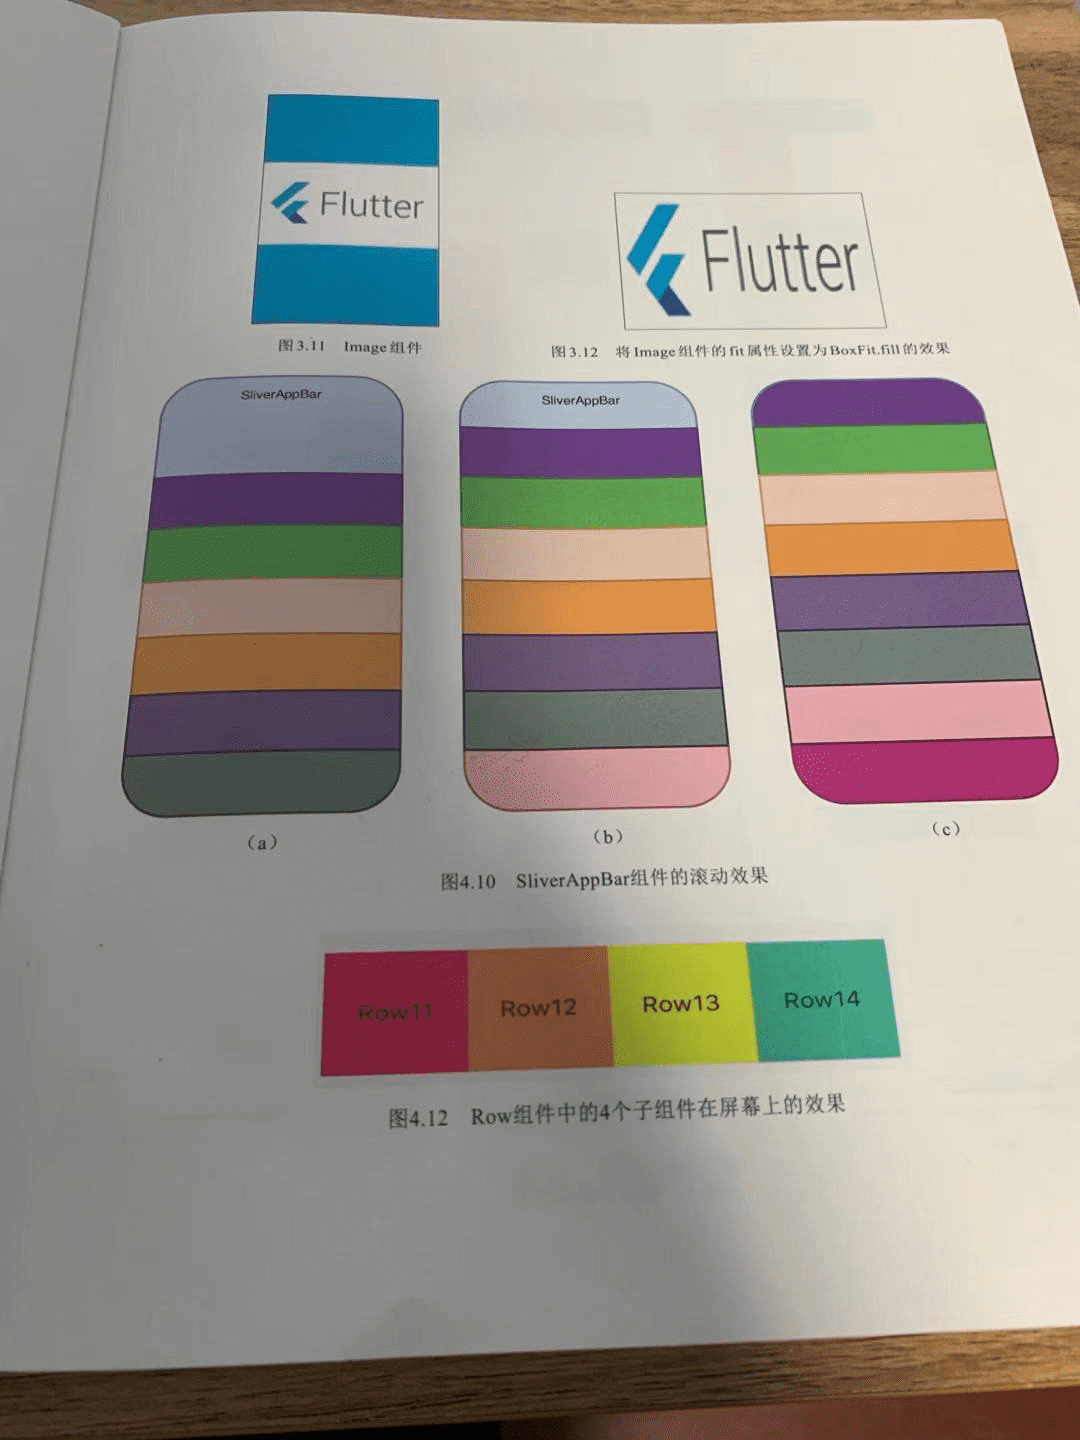 Flutter
Flutter
图3.11 Image组件
图3.12 将Image组件的fit属性设置为BoxFit.fill的效果
SliverAppBar
SliverAppBar
(a)
(b)
(c)
图4.10 SliverAppBar组件的滚动效果
Row11
Row12
Row13
Row14
图4.12 Row组件中的4个子组件在屏幕上的效果